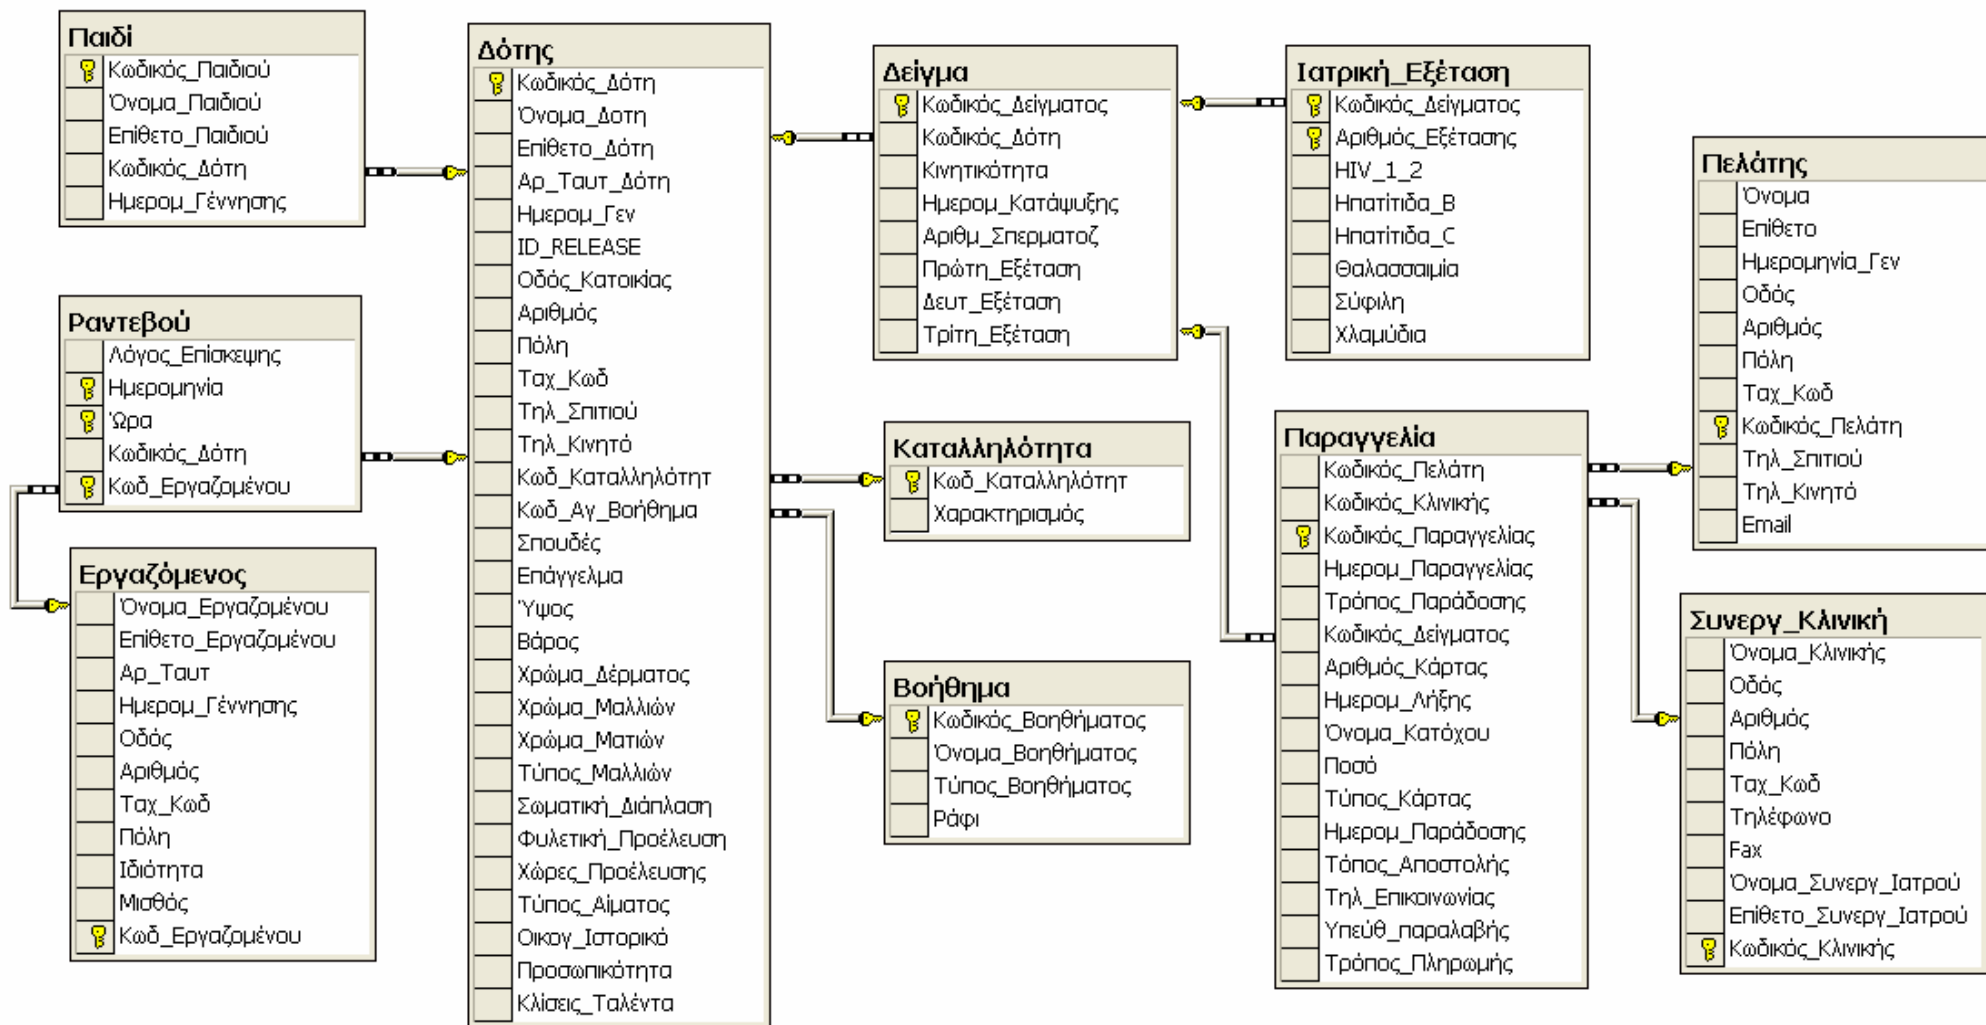 Παιδί
Κωδικός_Παιδιού
Όνομα_Παιδιού
Επίθετο_Παιδιού
Κωδικός_Δότη
Ημερομ_Γέννησης
Ραντεβού
Λόγος_Επίσκεψης
Ημερομηνία
Ώρα
Κωδικός_Δότη
Κωδ_Εργαζομένου
Εργαζόμενος
Όνομα_Εργαζομένου
Επίθετο_Εργαζομένου
Αρ_Ταυτ
Ημερομ_Γέννησης
Οδός
Αριθμός
Ταχ_Κωδ
Πόλη
Ιδιότητα
Μισθός
Κωδ_Εργαζομένου
Δότης
Κωδικός_Δότη
Όνομα_Δοτη
Επίθετο_Δότη
Αρ_Ταυτ_Δότη
Ημερομ_Γεν
ID_RELEASE
Οδός_Κατοικίας
Αριθμός
Πόλη
Ταχ_Κωδ
Τηλ_Σπιτιού
Τηλ_Κινητό
Κωδ_Καταλληλότητ
Κωδ_Αγ_Βοήθημα
Σπουδές
Επάγγελμα
Ύψος
Βάρος
Χρώμα_Δέρματος
Χρώμα_Μαλλιών
Χρώμα_Ματιών
Τύπος_Μαλλιών
Σωματική_Διάπλαση
Φυλετική_Προέλευση
Χώρες_Προέλευσης
Τύπος_Αίματος
Οικογ_Ιστορικό
Προσωπικότητα
Κλίσεις_Ταλέντα
Δείγμα
Κωδικός_Δείγματος
Κωδικός_Δότη
Κινητικότητα
Ημερομ_Κατάψυξης
Αριθμ_Σπερματοζ
Πρώτη_Εξέταση
Δευτ_Εξέταση
Τρίτη_Εξέταση
Καταλληλότητα
Κωδ_Καταλληλότητ
Χαρακτηρισμός
Βοήθημα
Κωδικός_Βοηθήματος
Όνομα_Βοηθήματος
Τύπος_Βοηθήματος
Ράφι
Ιατρική_Εξέταση
Κωδικός_Δείγματος
Αριθμός_Εξέτασης
HIV_1_2
Ηπατίτιδα_Β
Ηπατίτιδα_C
Θαλασσαιμία
Σύφιλη
Χλαμύδια
Παραγγελία
Κωδικός_Πελάτη
Κωδικός_Κλινικής
Κωδικός_Παραγγελίας
Ημερομ_Παραγγελίας
Τρόπος_Παράδοσης
Κωδικός_Δείγματος
Αριθμός_Κάρτας
Ημερομ_Λήξης
Όνομα_Κατόχου
Ποσό
Τύπος_Κάρτας
Ημερομ_Παράδοσης
Τόπος_Αποστολής
Τηλ_Επικοινωνίας
Υπεύθ_παραλαβής
Τρόπος_Πληρωμής
Πελάτης
Όνομα
Επίθετο
Ημερομηνία_Γεν
Οδός
Αριθμός
Πόλη
Ταχ_Κωδ
Κωδικός_Πελάτη
Τηλ_Σπιτιού
Τηλ_Κινητό
Email
Συνεργ_Κλινική
Όνομα_Κλινικής
Οδός
Αριθμός
Πόλη
Ταχ_Κωδ
Τηλέφωνο
Fax
Όνομα_Συνεργ_Ιατρού
Επίθετο_Συνεργ_Ιατρού
Κωδικός_Κλινικής